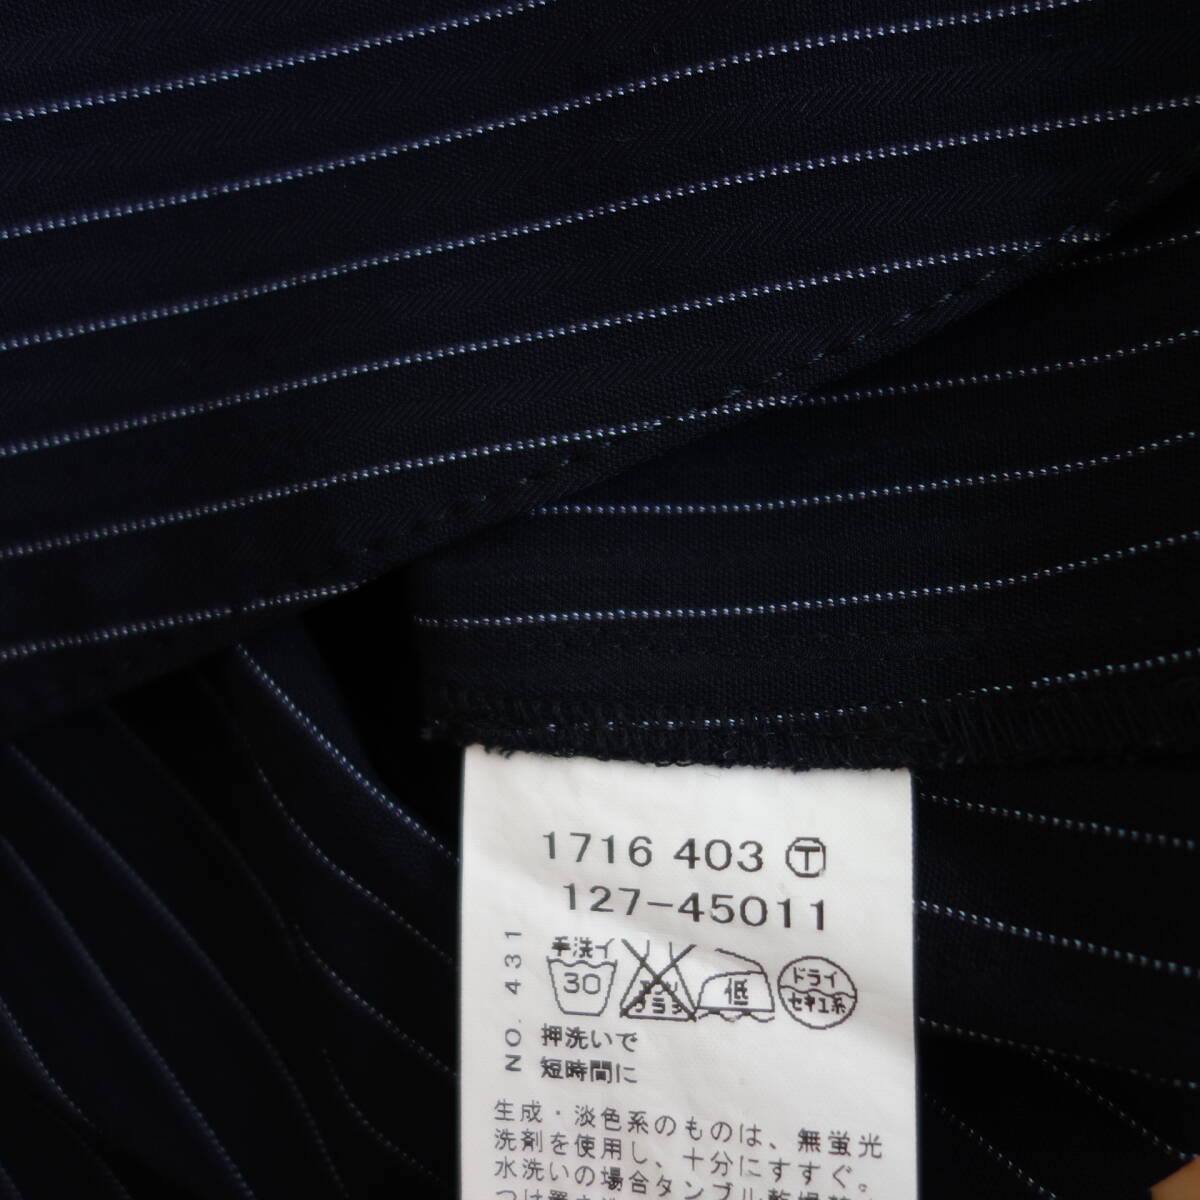 1716 403 Ⓣ
127-45011
NO. 431
手洗イ
30
エンソ
サラシ
低
ドライ
セキユ系
押洗いで
短時間に
生成・淡色系のものは、無蛍光
洗剤を使用し、十分にすすぐ。
水洗いの場合タンブル乾燥